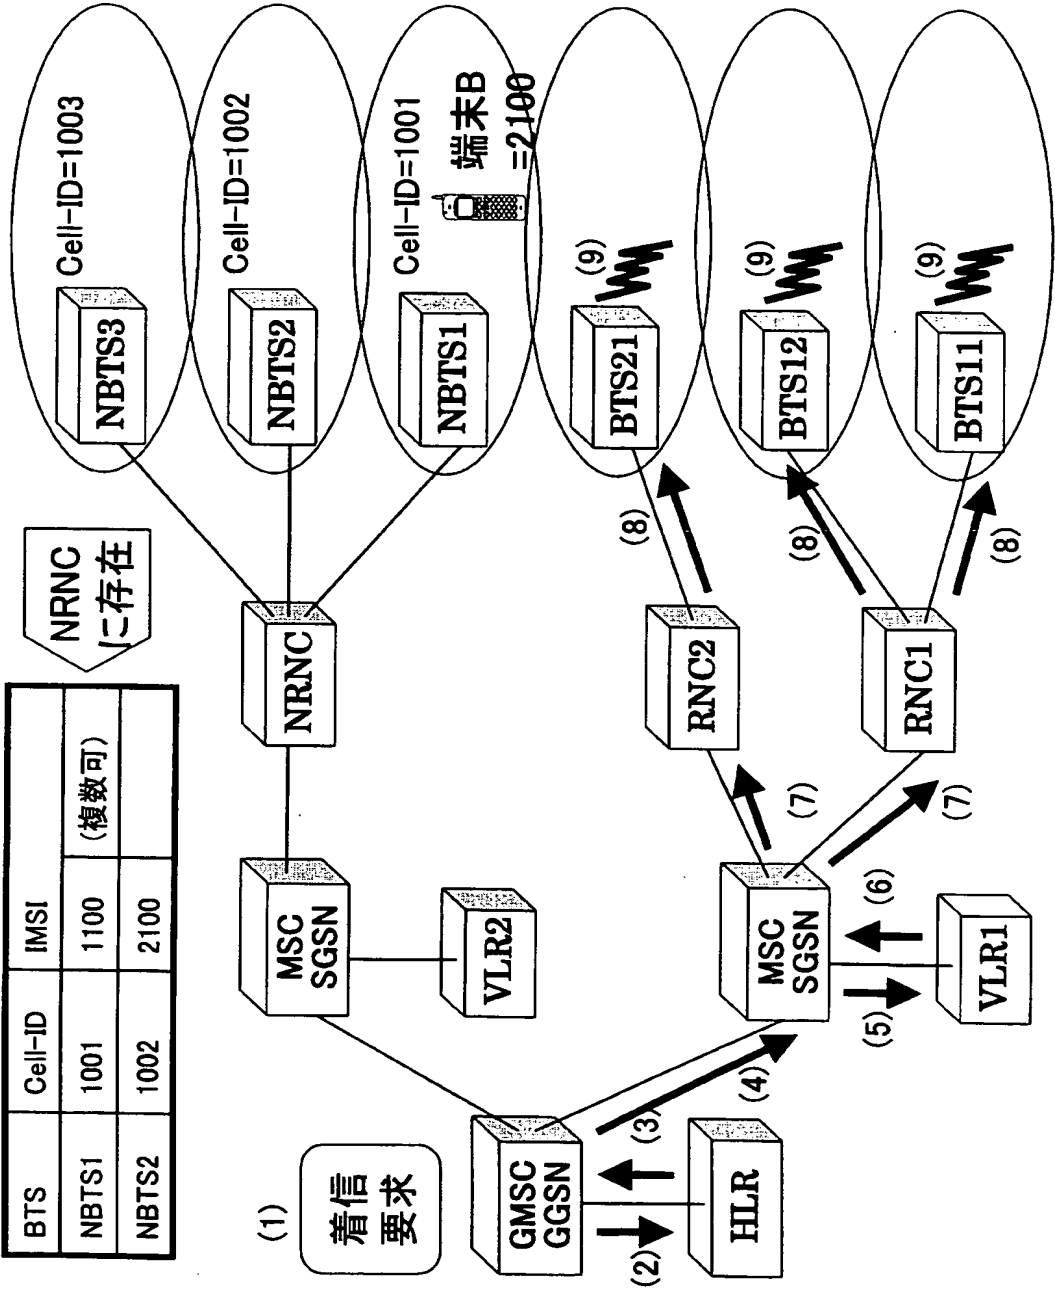 BTS Cell-ID IMSI
NBTS1 1001 1100 (複数可)
NBTS2 1002 2100
NRNC
に存在
(1)
着信
要求
GMSC
GGSN
(2)
(3)
HLR
(4)
MSC
SGSN
VLR2
MSC
SGSN
(5)
(6)
VLR1
(7)
(7)
NRNC
RNC2
RNC1
(8)
(8)
(8)
NBTS3
Cell-ID=1003
NBTS2
Cell-ID=1002
NBTS1
Cell-ID=1001
端末B
=2100
BTS21
(9)
BTS12
(9)
BTS11
(9)